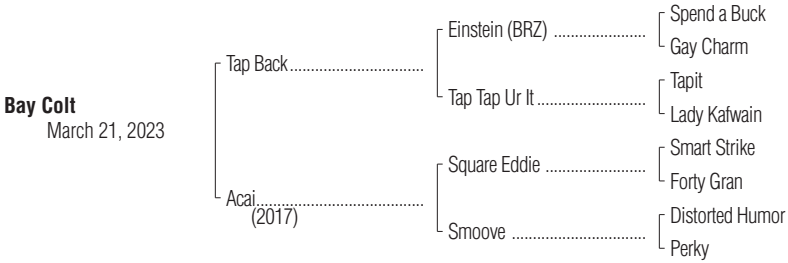 Spend a Buck
Einstein (BRZ) ......................
Gay Charm
Tap Back................................
Tapit
Tap Tap Ur It..........................
Lady Kafwain
Bay Colt
March 21, 2023
Smart Strike
Square Eddie ........................
Forty Gran
Acai.......................................
(2017)
Distorted Humor
Smoove ................................
Perky